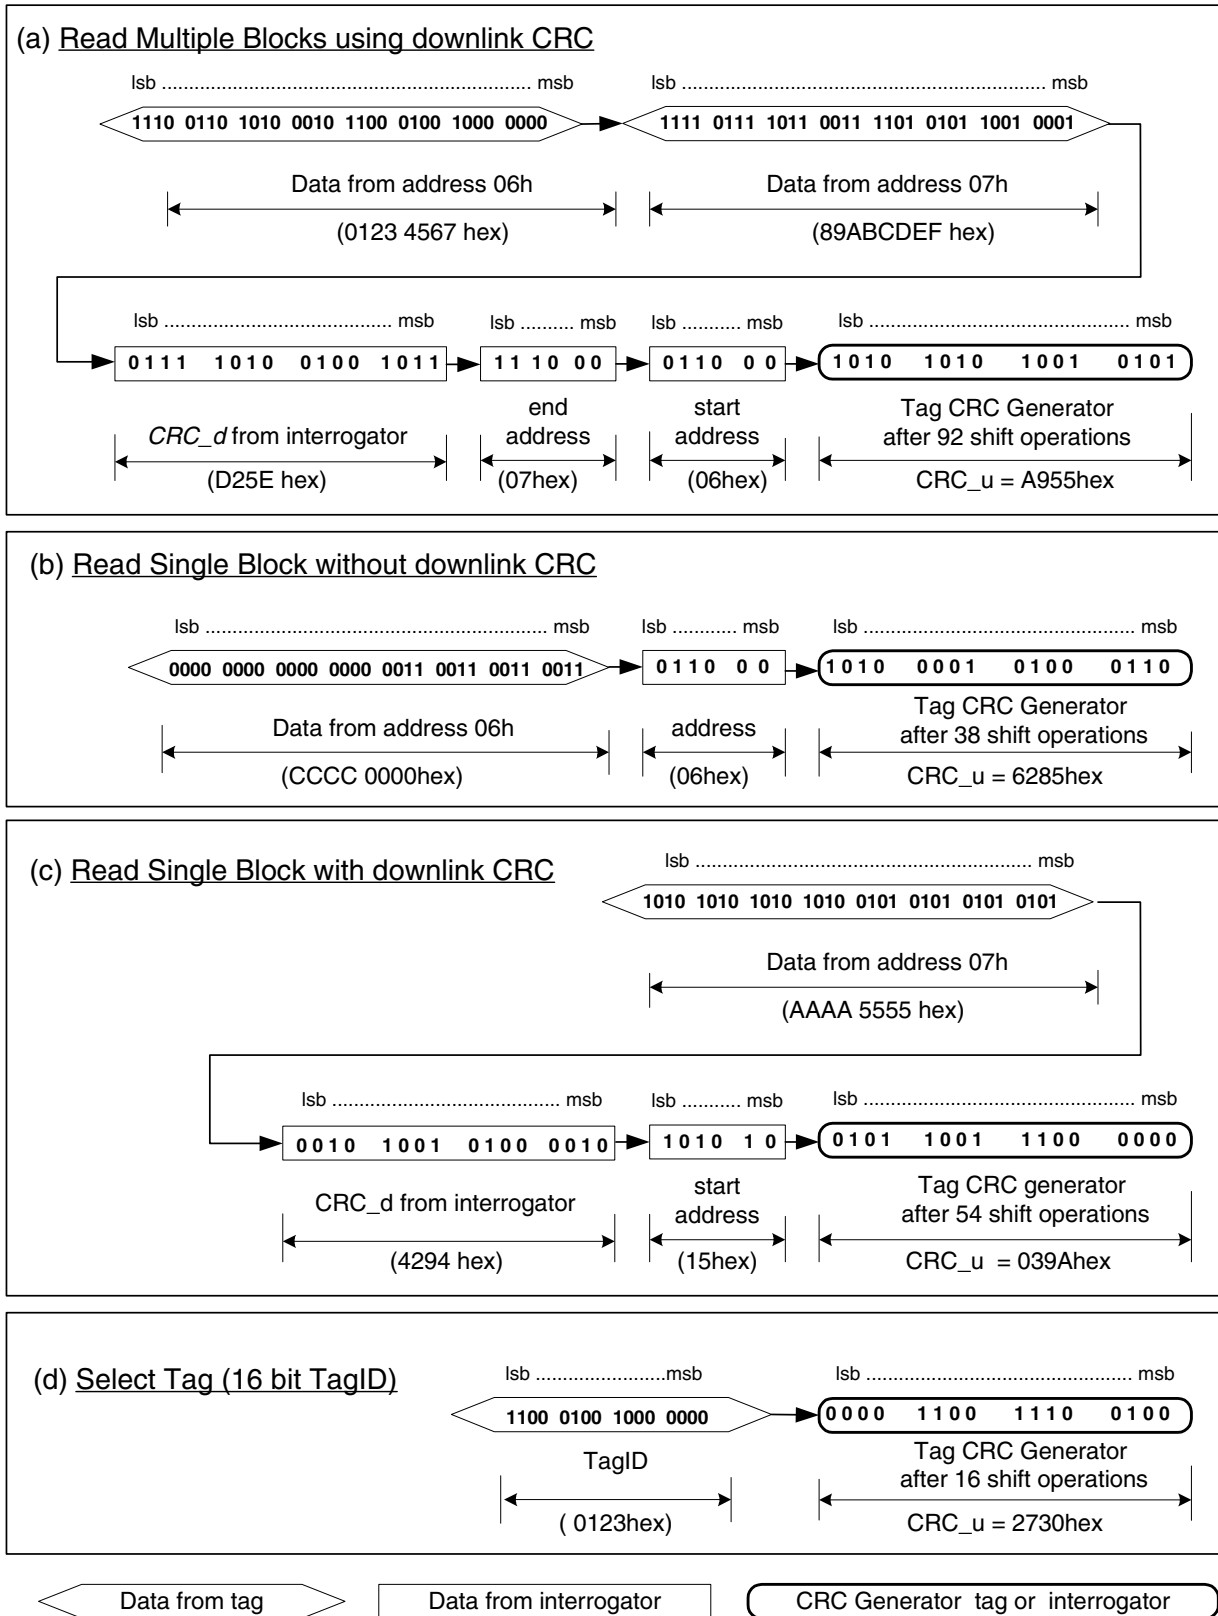 (a) Read Multiple Blocks using downlink CRC
lsb .................................................................... msb lsb ........................................................................ msb
1110 0110 1010 0010 1100 0100 1000 0000 1111 0111 1011 0011 1101 0101 1001 0001
Data from address 06h Data from address 07h
(0123 4567 hex) (89ABCDEF hex)
lsb .......................................... msb lsb .......... msb lsb ........... msb lsb ................................................ msb
0111 1010 0100 1011 11 10 00 0110 0 0 1010 1010 1001 0101
CRC_d from interrogator end address start address Tag CRC Generator after 92 shift operations
(D25E hex) (07hex) (06hex) CRC_u = A955hex
(b) Read Single Block without downlink CRC
lsb ............................................................... msb lsb ............ msb lsb ................................................. msb
0000 0000 0000 0000 0011 0011 0011 0011 0110 0 0 1010 0001 0100 0110
Data from address 06h address Tag CRC Generator after 38 shift operations
(CCCC 0000hex) (06hex) CRC_u = 6285hex
(c) Read Single Block with downlink CRC
lsb .............................................................. msb
1010 1010 1010 1010 0101 0101 0101 0101
Data from address 07h
(AAAA 5555 hex)
lsb .......................................... msb lsb ........... msb lsb .................................................. msb
0010 1001 0100 0010 1010 1 0 0101 1001 1100 0000
CRC_d from interrogator start address Tag CRC generator after 54 shift operations
(4294 hex) (15hex) CRC_u = 039Ahex
(d) Select Tag (16 bit TagID)
lsb .......................msb lsb ................................................. msb
1100 0100 1000 0000 0000 1100 1110 0100
TagID Tag CRC Generator after 16 shift operations
( 0123hex) CRC_u = 2730hex
Data from tag Data from interrogator CRC Generator tag or interrogator